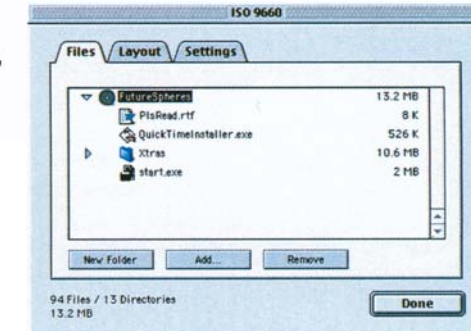 ISO 9660
Files Layout Settings
FutureSpheres 13.2 MB
PlsRead.rtf 8 K
QuickTimeInstaller.exe 526 K
Xtras 10.6 MB
start.exe 2 MB
New Folder Add... Remove
94 Files / 13 Directories
13.2 MB
Done